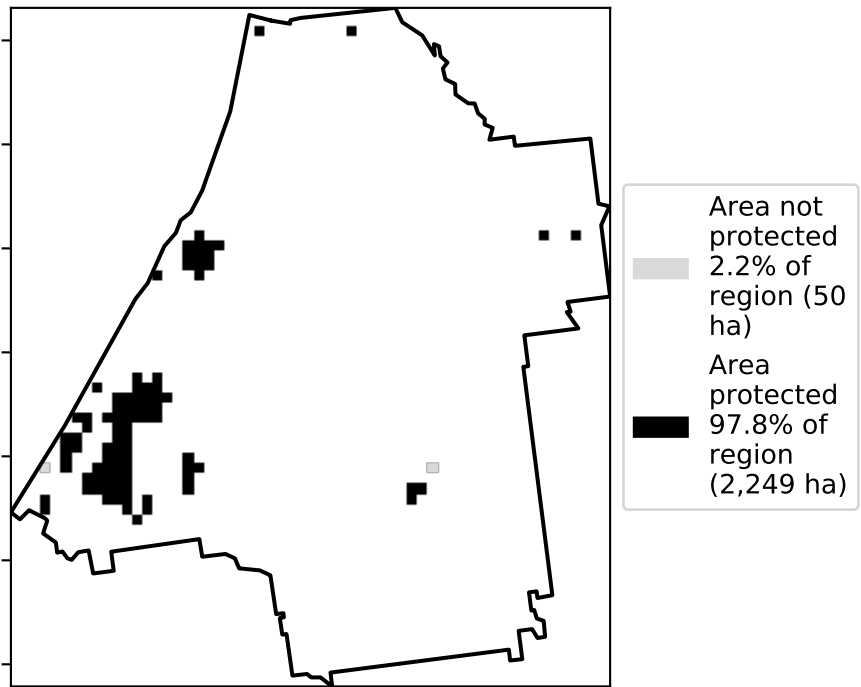 Area not
protected
2.2% of
region (50
ha)
Area
protected
97.8% of
region
(2,249 ha)